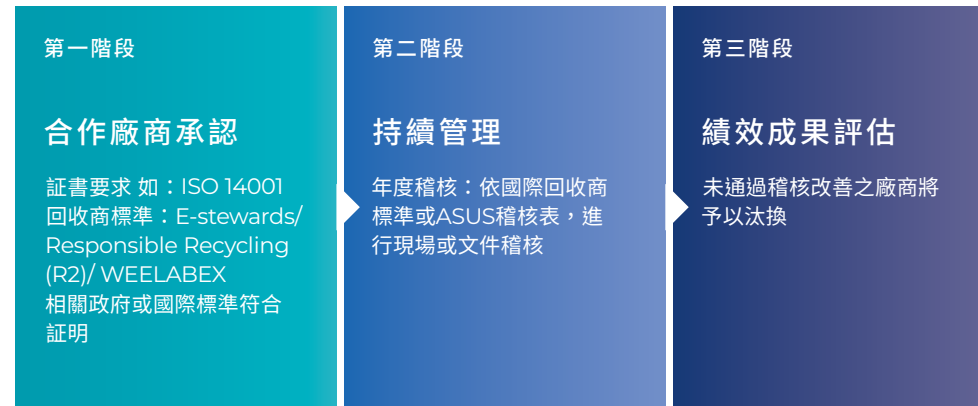 第一階段
合作廠商承認
証書要求 如：ISO 14001
回收商標準：E-stewards/
Responsible Recycling
(R2)/ WEELABEX
相關政府或國際標準符合
証明
第二階段
持續管理
年度稽核：依國際回收商
標準或ASUS稽核表，進
行現場或文件稽核
第三階段
績效成果評估
未通過稽核改善之廠商將
予以汰換